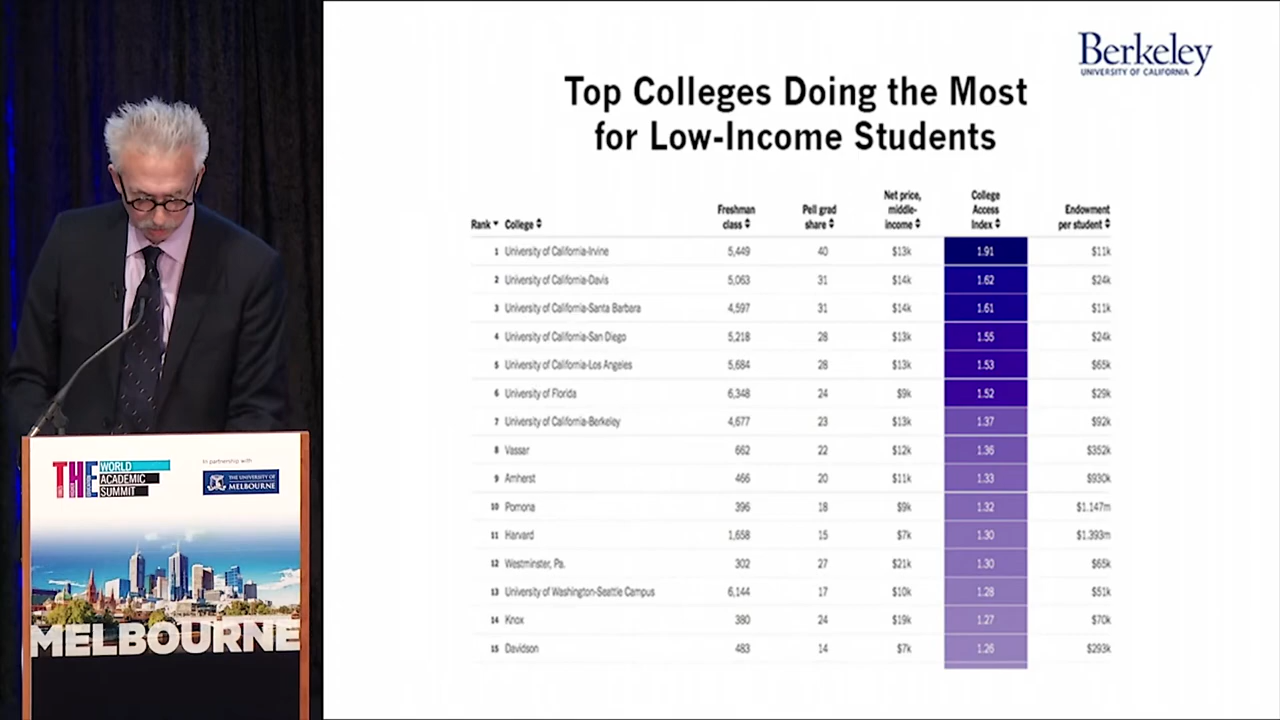 Berkeley
UNIVERSITY OF CALIFORNIA
Top Colleges Doing the Most
for Low-Income Students
Rank College Freshman class Pell grad share Net price, middle-income College Access Index Endowment per student
1 University of California-Irvine 5,449 40 $13k 1.91 $11k
2 University of California-Davis 5,063 31 $14k 1.62 $24k
3 University of California-Santa Barbara 4,597 31 $14k 1.61 $11k
4 University of California-San Diego 5,218 28 $13k 1.55 $24k
5 University of California-Los Angeles 5,684 28 $13k 1.53 $65k
6 University of Florida 6,348 24 $9k 1.52 $29k
7 University of California-Berkeley 4,677 23 $13k 1.37 $92k
8 Vassar 662 22 $12k 1.36 $352k
9 Amherst 466 20 $11k 1.33 $930k
10 Pomona 396 18 $9k 1.32 $1.147m
11 Harvard 1,658 15 $7k 1.30 $1.393m
12 Westminster, Pa. 302 27 $21k 1.30 $65k
13 University of Washington-Seattle Campus 6,144 17 $10k 1.28 $51k
14 Knox 380 24 $19k 1.27 $70k
15 Davidson 483 14 $7k 1.26 $293k
THE WORLD
ACADEMIC
SUMMIT
In partnership with
THE UNIVERSITY OF
MELBOURNE
MELBOURNE